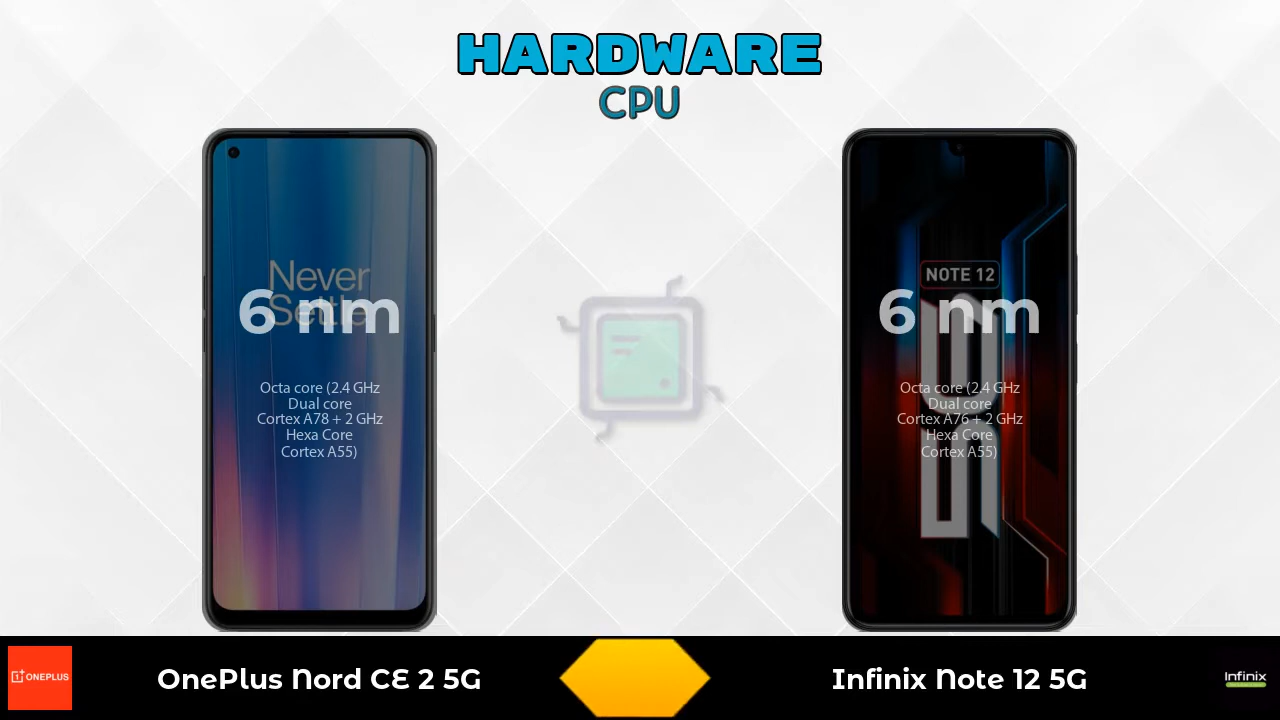 HARDWARE
CPU
Never
Settle
6 nm
Octa core (2.4 GHz
Dual core
Cortex A78 + 2 GHz
Hexa Core
Cortex A55)
NOTE 12
6 nm
5G
Octa core (2.4 GHz
Dual core
Cortex A76 + 2 GHz
Hexa Core
Cortex A55)
1+ ONEPLUS
OnePlus Nord CE 2 5G
Infinix Note 12 5G
Infinix